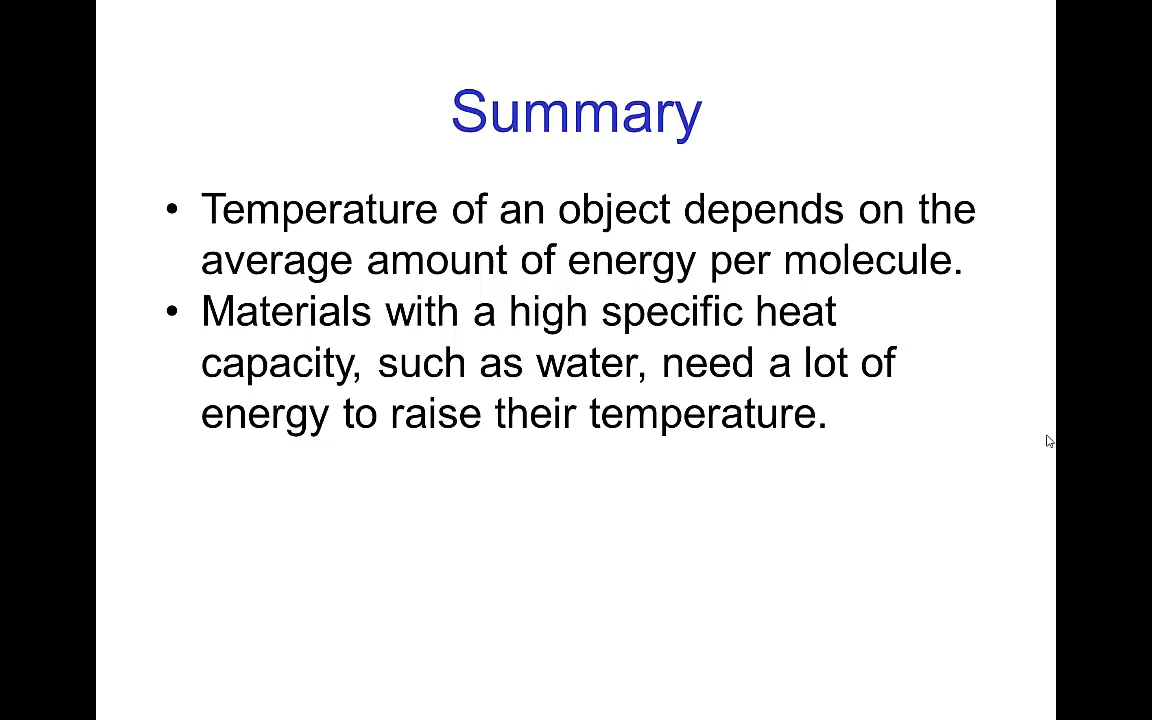 Summary
• Temperature of an object depends on the
average amount of energy per molecule.
• Materials with a high specific heat
capacity, such as water, need a lot of
energy to raise their temperature.